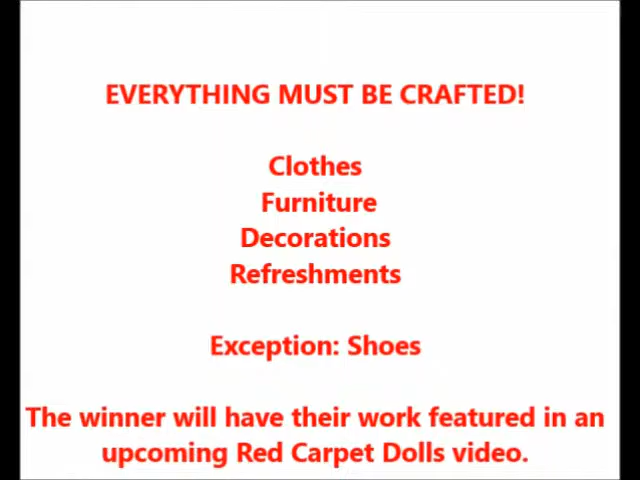 EVERYTHING MUST BE CRAFTED!
Clothes
Furniture
Decorations
Refreshments
Exception: Shoes
The winner will have their work featured in an
upcoming Red Carpet Dolls video.